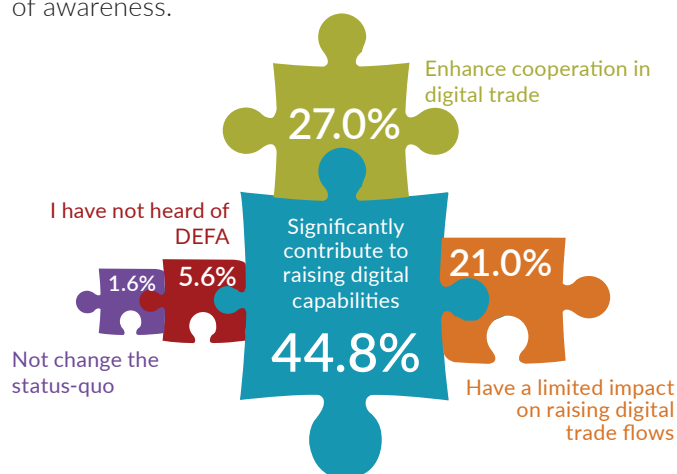 of awareness.
Enhance cooperation in
digital trade
27.0%
I have not heard of
DEFA
5.6%
1.6%
Not change the
status-quo
Significantly
contribute to
raising digital
capabilities
44.8%
21.0%
Have a limited impact
on raising digital
trade flows